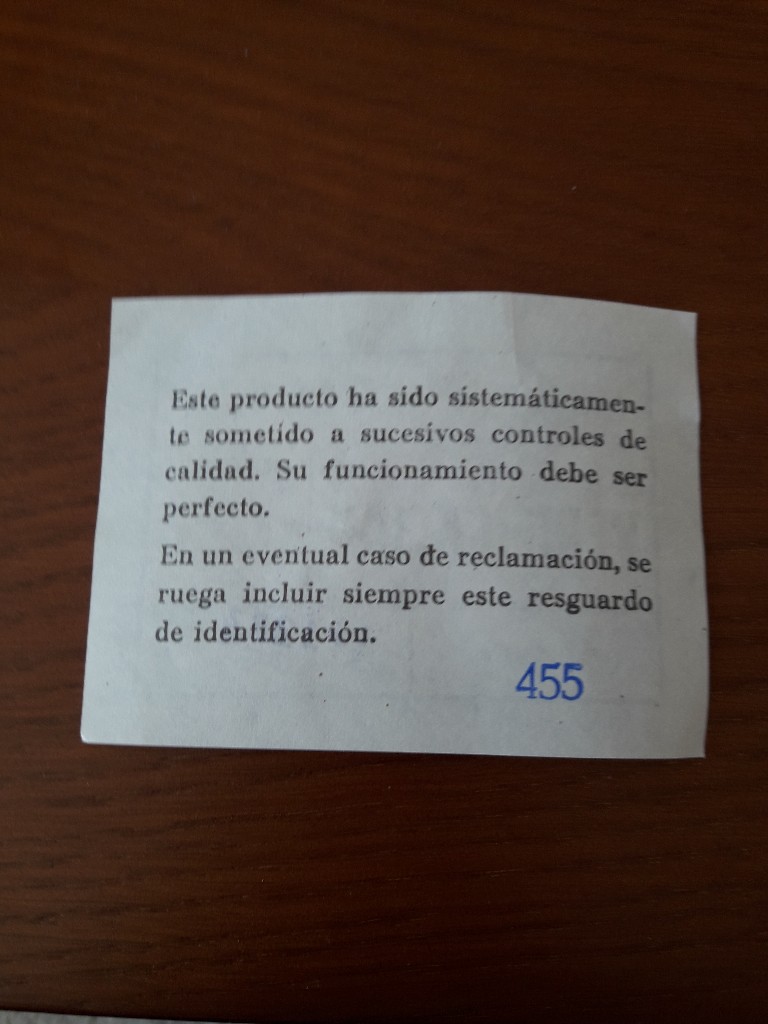 Este producto ha sido sistemáticamen-
te sometido a sucesivos controles de
calidad. Su funcionamiento debe ser
perfecto.
En un eventual caso de reclamación, se
ruega incluir siempre este resguardo
de identificación.
455